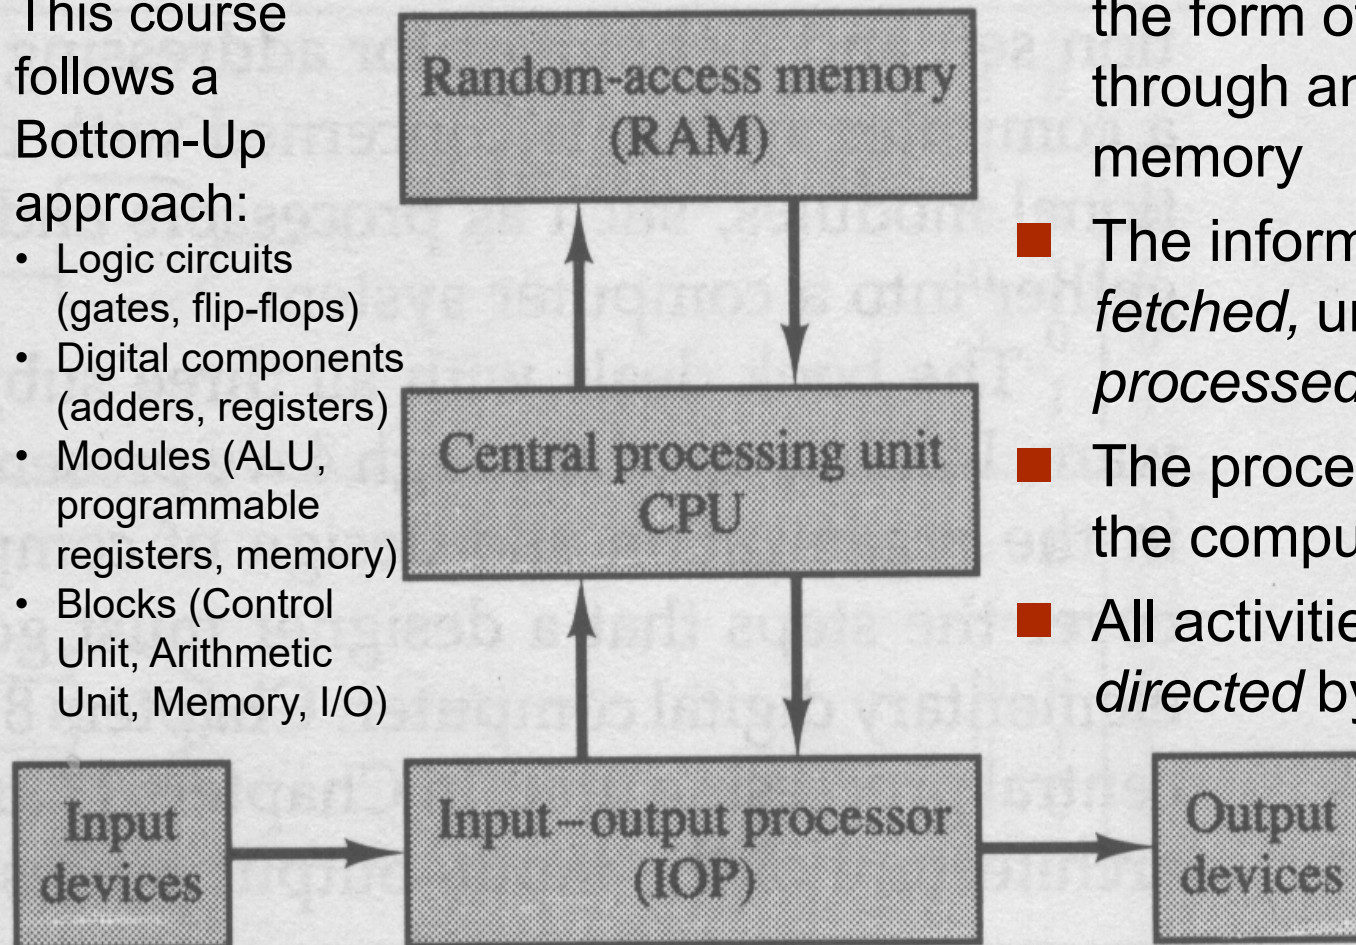 This course
follows a
Bottom-Up
approach:
• Logic circuits
(gates, flip-flops)
• Digital components
(adders, registers)
• Modules (ALU,
programmable
registers, memory)
• Blocks (Control
Unit, Arithmetic
Unit, Memory, I/O)
Random-access memory
(RAM)
Central processing unit
CPU
Input
devices
Input–output processor
(IOP)
Output
devices
the form of
through an
memory
The inform
fetched, un
processed
The proce
the compu
All activitie
directed by